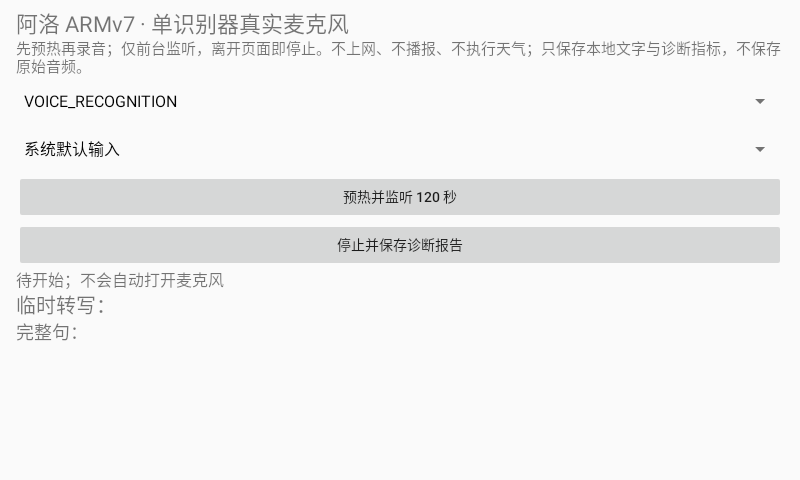 阿洛 ARMv7 · 单识别器真实麦克风
先预热再录音；仅前台监听，离开页面即停止。不上网、不播报、不执行天气；只保存本地文字与诊断指标，不保存
原始音频。
VOICE_RECOGNITION
系统默认输入
预热并监听 120 秒
停止并保存诊断报告
待开始；不会自动打开麦克风
临时转写：
完整句：